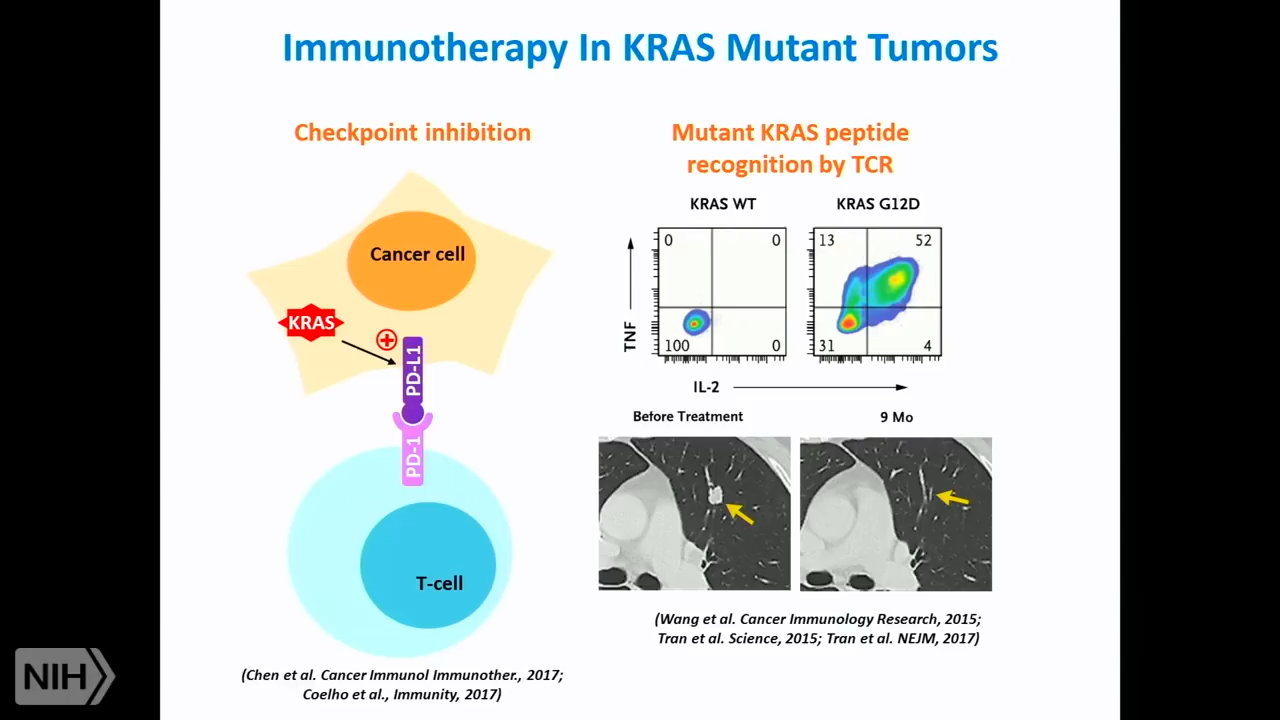 Immunotherapy In KRAS Mutant Tumors
Checkpoint inhibition
Cancer cell
KRAS
PD-L1
PD-1
T-cell
(Chen et al. Cancer Immunol Immunother., 2017;
Coelho et al., Immunity, 2017)
Mutant KRAS peptide
recognition by TCR
KRAS WT
KRAS G12D
0
0
100
0
13
52
31
4
TNF
IL-2
Before Treatment
9 Mo
(Wang et al. Cancer Immunology Research, 2015;
Tran et al. Science, 2015; Tran et al. NEJM, 2017)
NIH